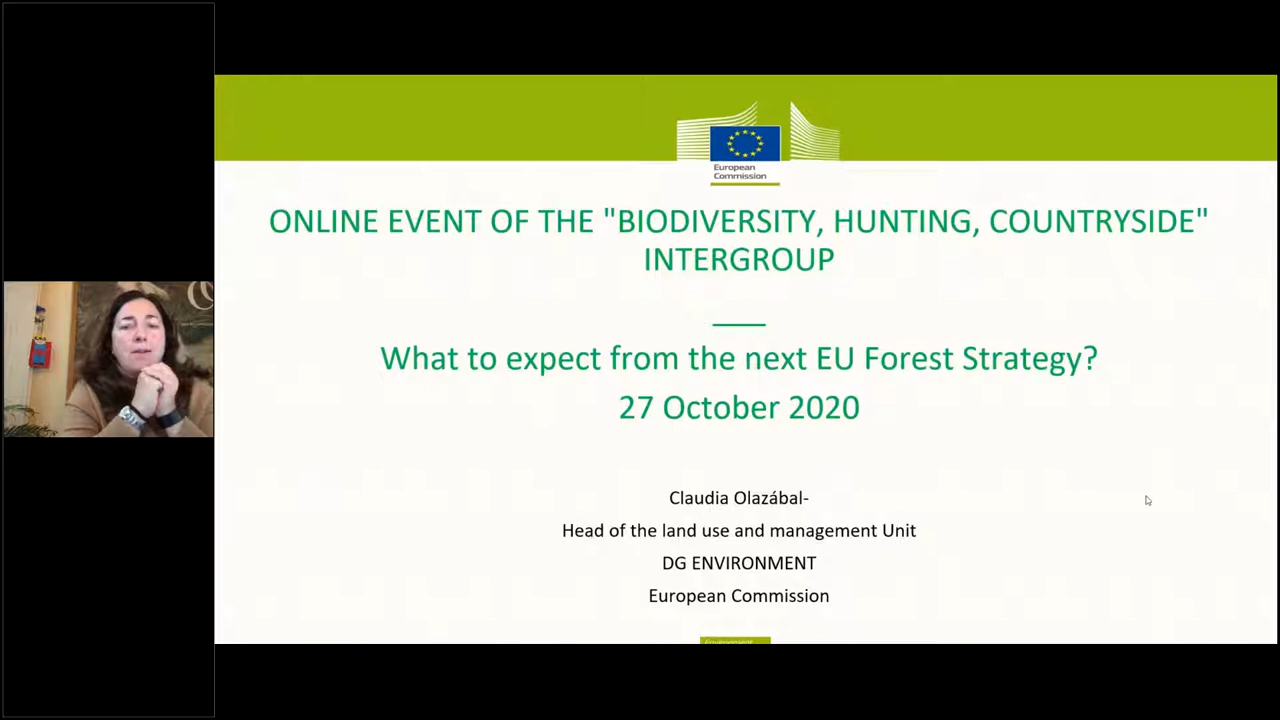 European
Commission
ONLINE EVENT OF THE "BIODIVERSITY, HUNTING, COUNTRYSIDE"
INTERGROUP
What to expect from the next EU Forest Strategy?
27 October 2020
Claudia Olazábal-
Head of the land use and management Unit
DG ENVIRONMENT
European Commission